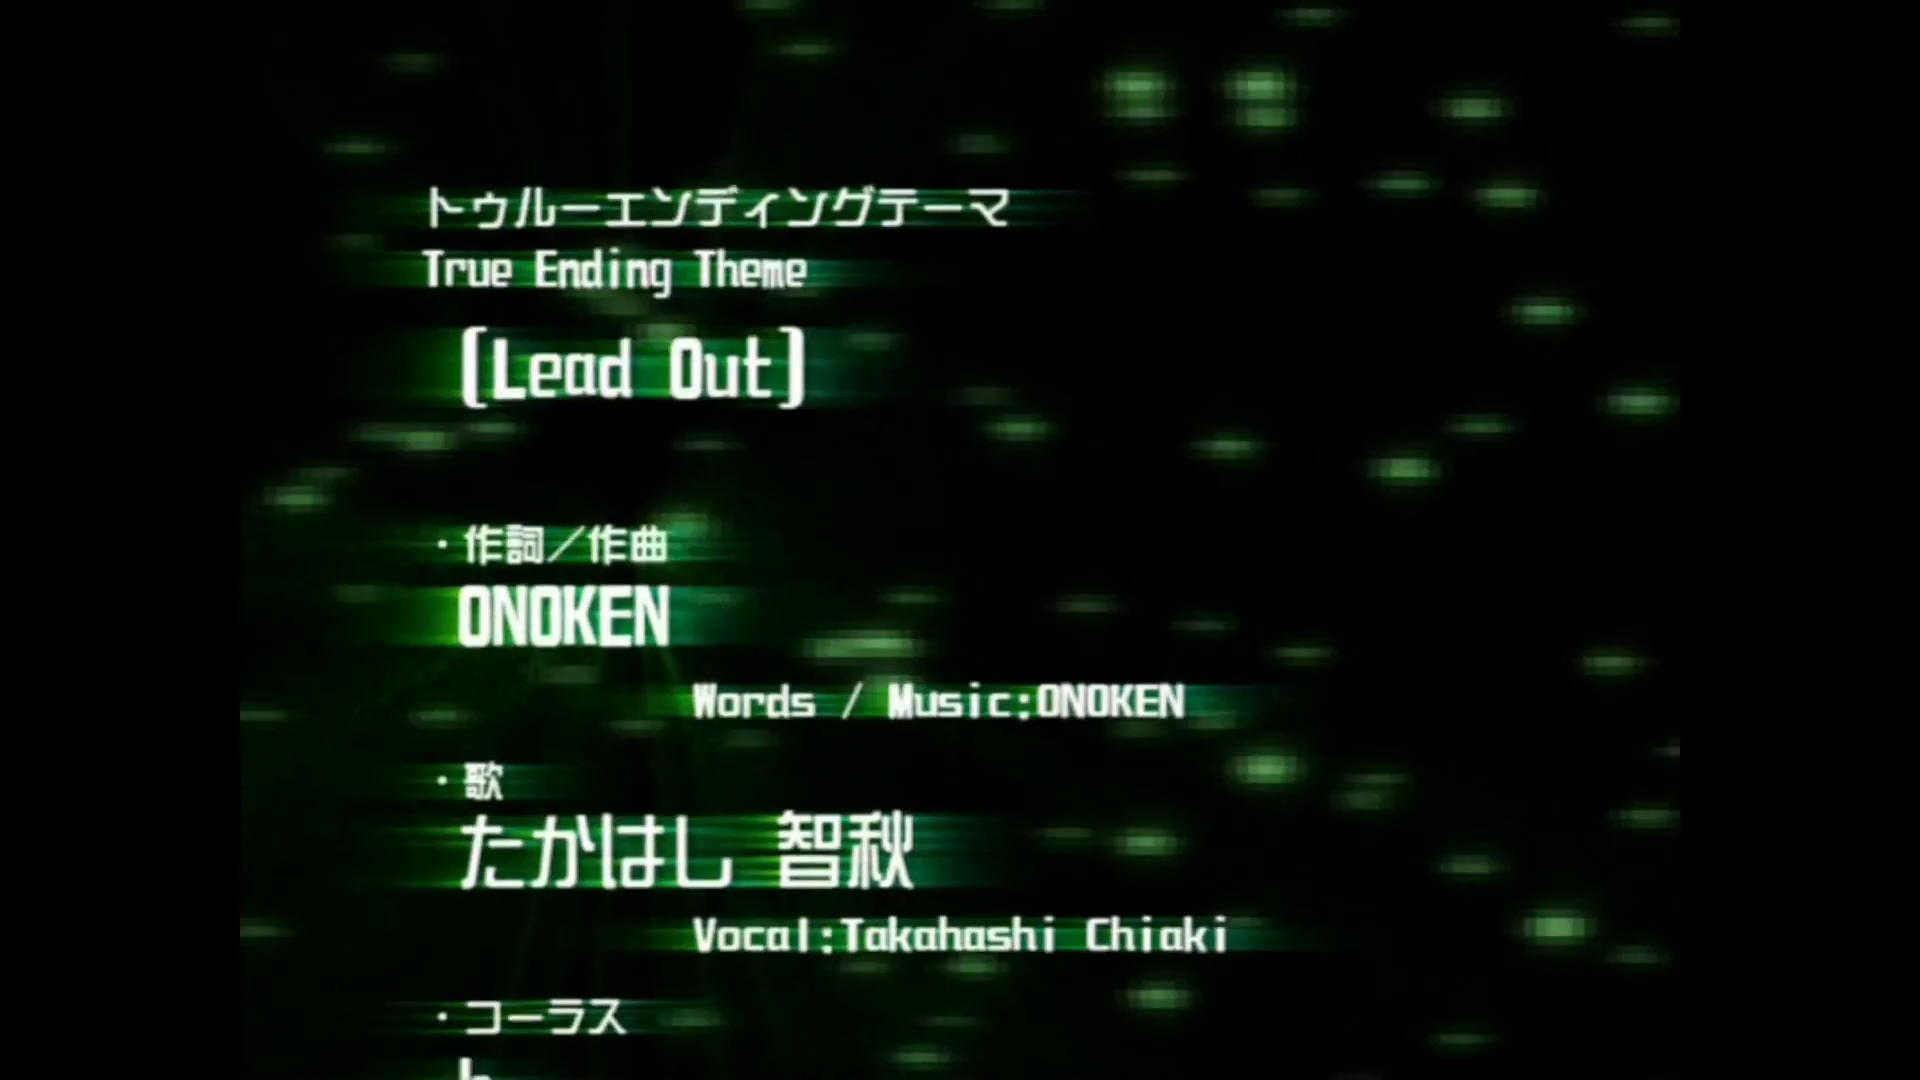 トゥルーエンディングテーマ
True Ending Theme
[Lead Out]
・作詞／作曲
ONOKEN
Words / Music:ONOKEN
・歌
たかはし 智秋
Vocal:Takahashi Chiaki
・コーラス